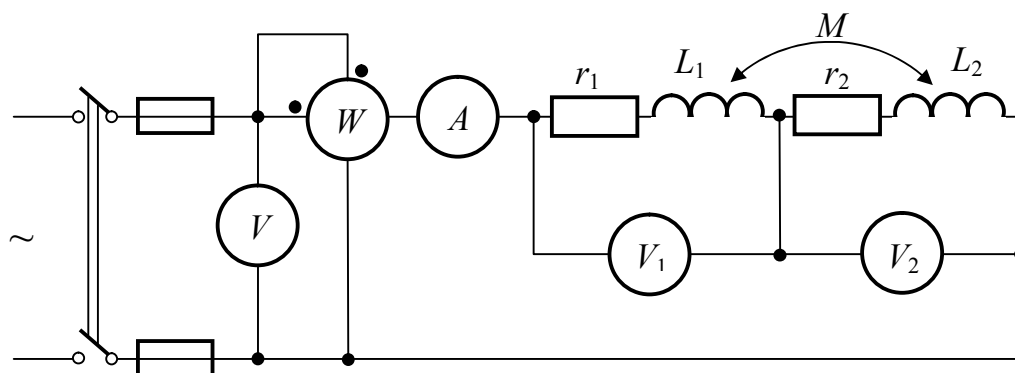 M
r₁ L₁ r₂ L₂
W A
V V₁ V₂
~